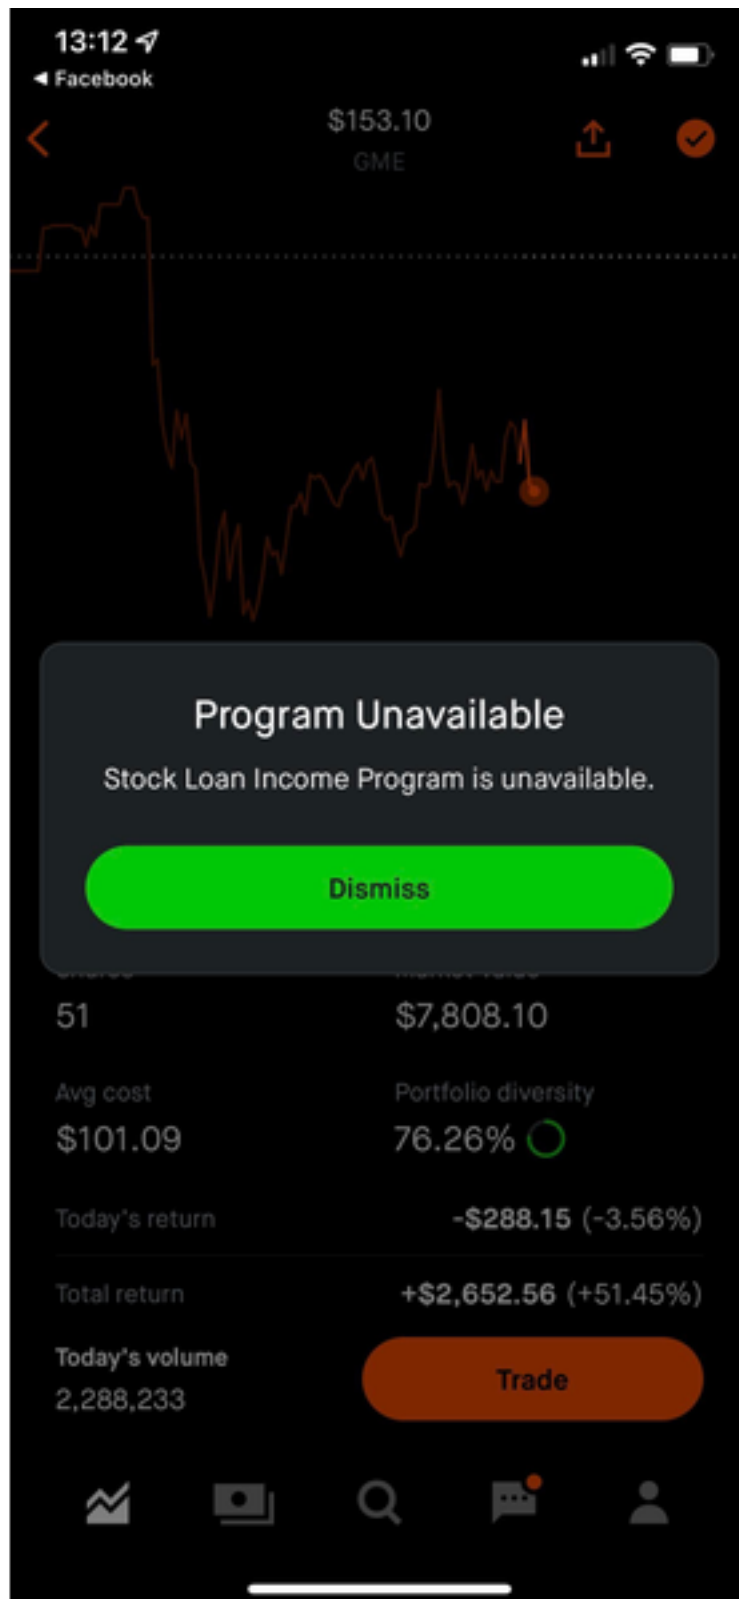 13:12
◀ Facebook
$153.10
GME
Program Unavailable
Stock Loan Income Program is unavailable.
Dismiss
51 $7,808.10
Avg cost Portfolio diversity
$101.09 76.26%
Today's return -$288.15 (-3.56%)
Total return +$2,652.56 (+51.45%)
Today's volume
2,288,233
Trade